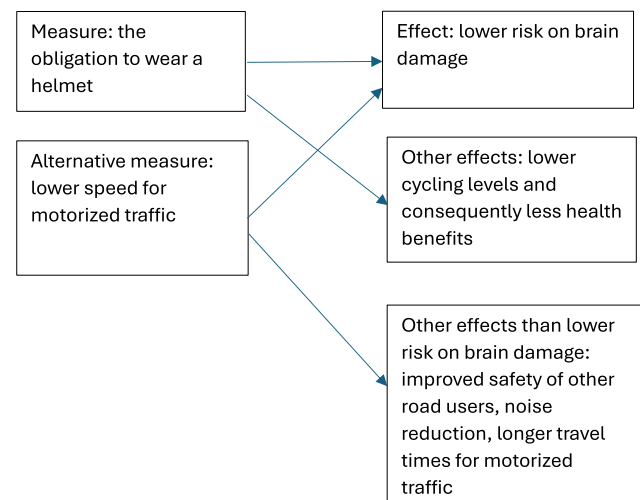 Measure: the
obligation to wear a
helmet
Effect: lower risk on brain
damage
Alternative measure:
lower speed for
motorized traffic
Other effects: lower
cycling levels and
consequently less health
benefits
Other effects than lower
risk on brain damage:
improved safety of other
road users, noise
reduction, longer travel
times for motorized
traffic